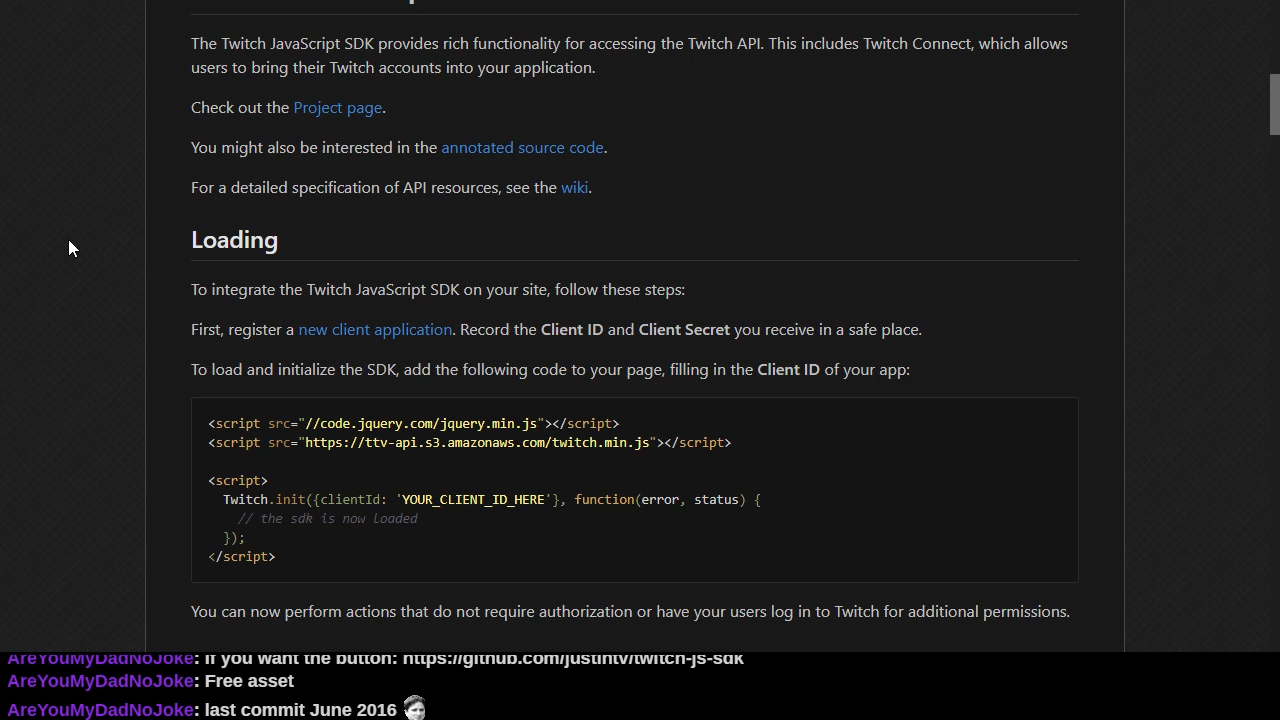 The Twitch JavaScript SDK provides rich functionality for accessing the Twitch API. This includes Twitch Connect, which allows
users to bring their Twitch accounts into your application.
Check out the Project page.
You might also be interested in the annotated source code.
For a detailed specification of API resources, see the wiki.
Loading
To integrate the Twitch JavaScript SDK on your site, follow these steps:
First, register a new client application. Record the Client ID and Client Secret you receive in a safe place.
To load and initialize the SDK, add the following code to your page, filling in the Client ID of your app:
<script src="//code.jquery.com/jquery.min.js"></script>
<script src="https://ttv-api.s3.amazonaws.com/twitch.min.js"></script>
<script>
Twitch.init({clientId: 'YOUR_CLIENT_ID_HERE'}, function(error, status) {
// the sdk is now loaded
});
</script>
You can now perform actions that do not require authorization or have your users log in to Twitch for additional permissions.
AreYouMyDadNoJoke: If you want the button: https://github.com/justintv/twitch-js-sdk
AreYouMyDadNoJoke: Free asset
AreYouMyDadNoJoke: last commit June 2016